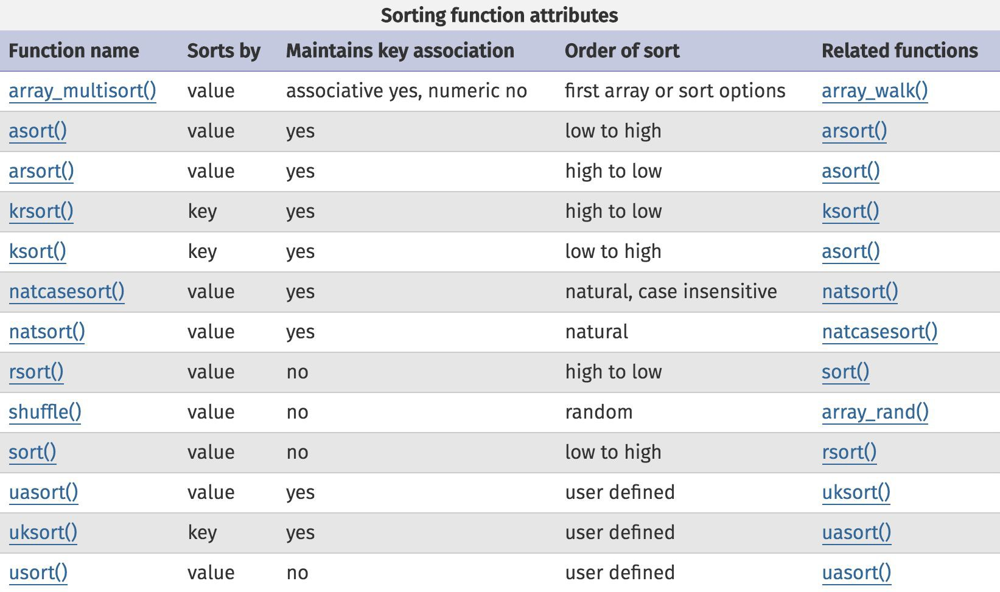 Sorting function attributes
Function name Sorts by Maintains key association Order of sort Related functions
array_multisort() value associative yes, numeric no first array or sort options array_walk()
asort() value yes low to high arsort()
arsort() value yes high to low asort()
krsort() key yes high to low ksort()
ksort() key yes low to high asort()
natcasesort() value yes natural, case insensitive natsort()
natsort() value yes natural natcasesort()
rsort() value no high to low sort()
shuffle() value no random array_rand()
sort() value no low to high rsort()
uasort() value yes user defined uksort()
uksort() key yes user defined uasort()
usort() value no user defined uasort()